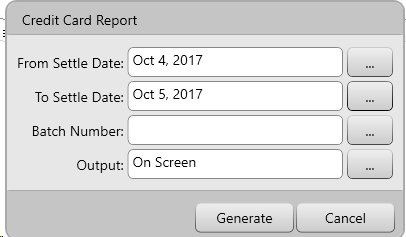 Credit Card Report
From Settle Date: Oct 4, 2017 ...
To Settle Date: Oct 5, 2017 ...
Batch Number: ...
Output: On Screen ...
Generate Cancel